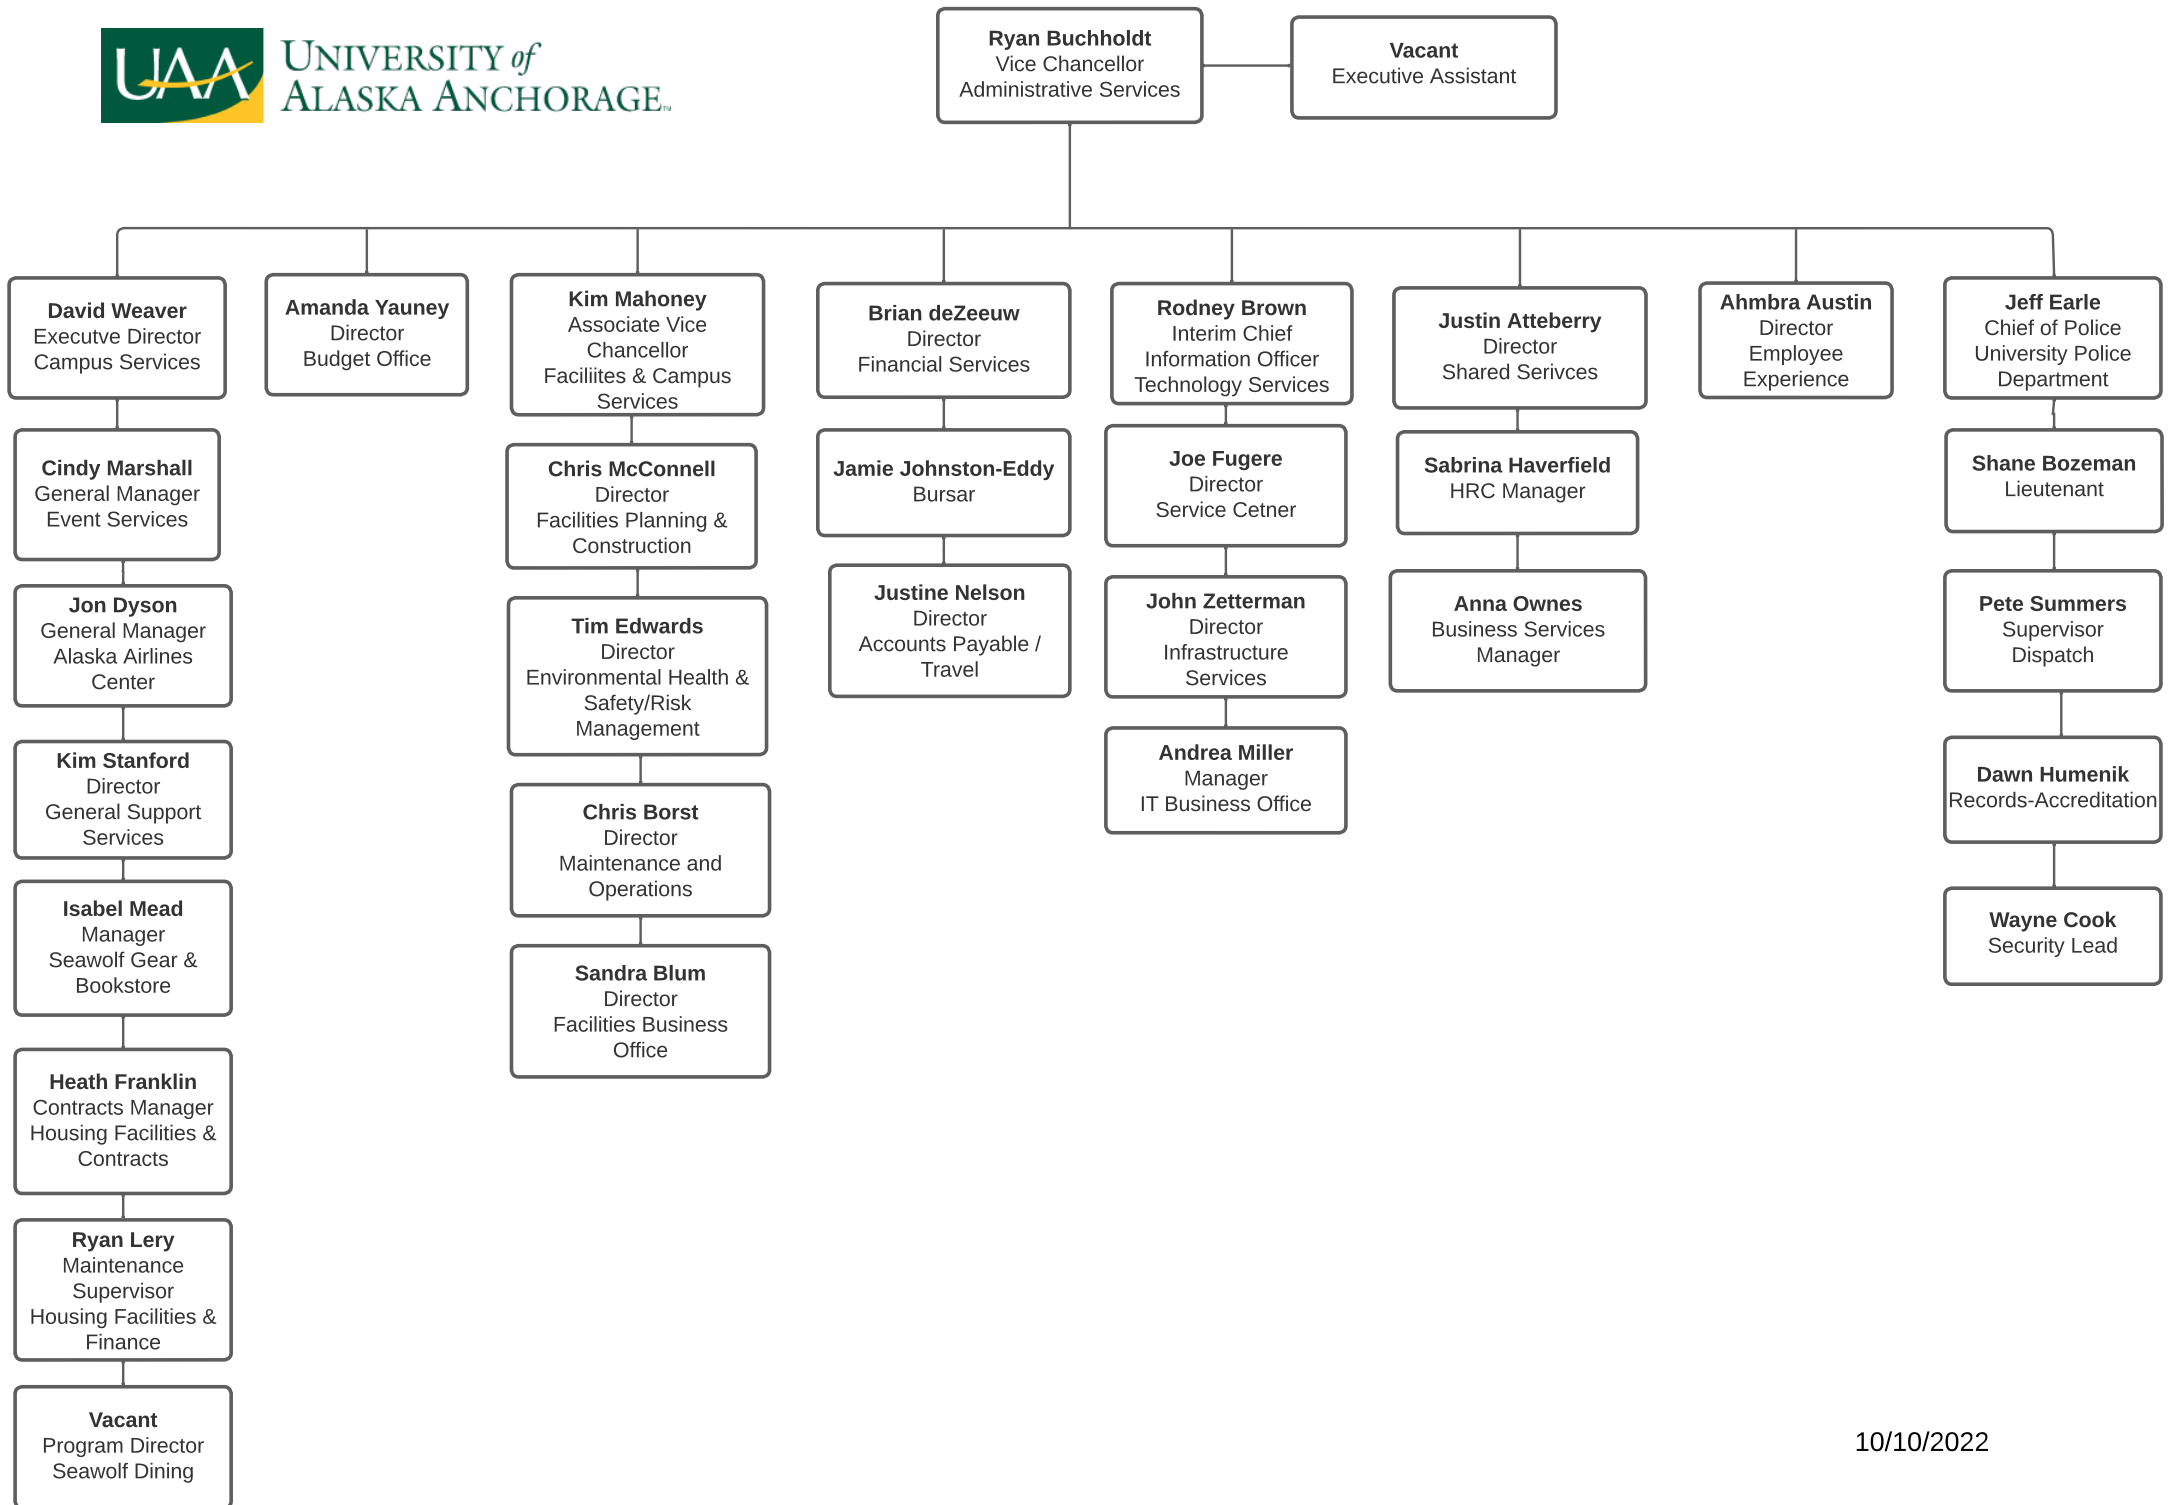 UAA
UNIVERSITY of
ALASKA ANCHORAGE™
Ryan Buchholdt
Vice Chancellor
Administrative Services
Vacant
Executive Assistant
David Weaver
Executve Director
Campus Services
Cindy Marshall
General Manager
Event Services
Jon Dyson
General Manager
Alaska Airlines
Center
Kim Stanford
Director
General Support
Services
Isabel Mead
Manager
Seawolf Gear &
Bookstore
Heath Franklin
Contracts Manager
Housing Facilities &
Contracts
Ryan Lery
Maintenance
Supervisor
Housing Facilities &
Finance
Vacant
Program Director
Seawolf Dining
Amanda Yauney
Director
Budget Office
Kim Mahoney
Associate Vice
Chancellor
Faciliites & Campus
Services
Chris McConnell
Director
Facilities Planning &
Construction
Tim Edwards
Director
Environmental Health &
Safety/Risk
Management
Chris Borst
Director
Maintenance and
Operations
Sandra Blum
Director
Facilities Business
Office
Brian deZeeuw
Director
Financial Services
Jamie Johnston-Eddy
Bursar
Justine Nelson
Director
Accounts Payable /
Travel
Rodney Brown
Interim Chief
Information Officer
Technology Services
Joe Fugere
Director
Service Cetner
John Zetterman
Director
Infrastructure
Services
Andrea Miller
Manager
IT Business Office
Justin Atteberry
Director
Shared Serivces
Sabrina Haverfield
HRC Manager
Anna Ownes
Business Services
Manager
Ahmbra Austin
Director
Employee
Experience
Jeff Earle
Chief of Police
University Police
Department
Shane Bozeman
Lieutenant
Pete Summers
Supervisor
Dispatch
Dawn Humenik
Records-Accreditation
Wayne Cook
Security Lead
10/10/2022